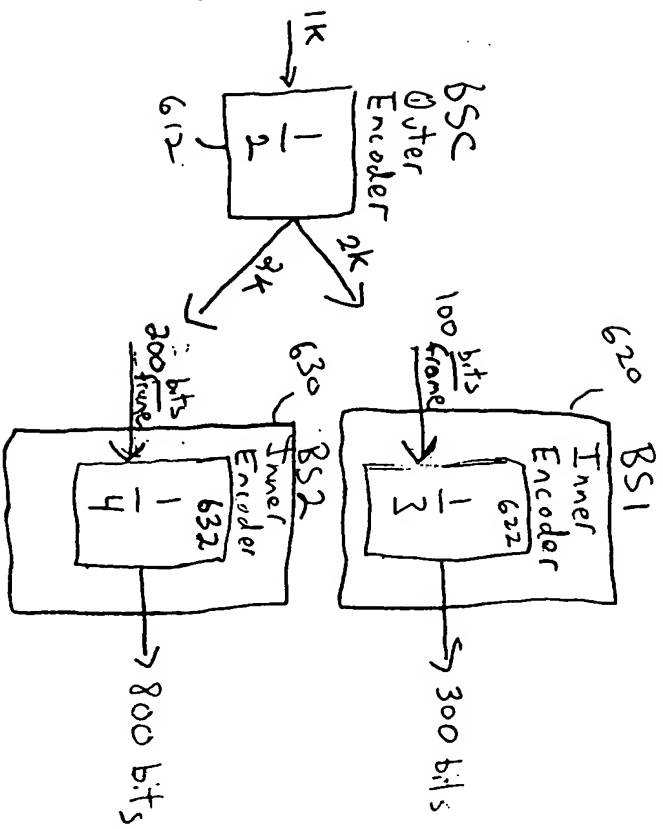 BSC
Outer
Encoder
1K
1
2
612
2K
2K
620
BS1
Inner
Encoder
622
1
3
100 bits
frame
300 bits
630
BS2
Inner
Encoder
632
1
4
200 bits
frame
800 bits